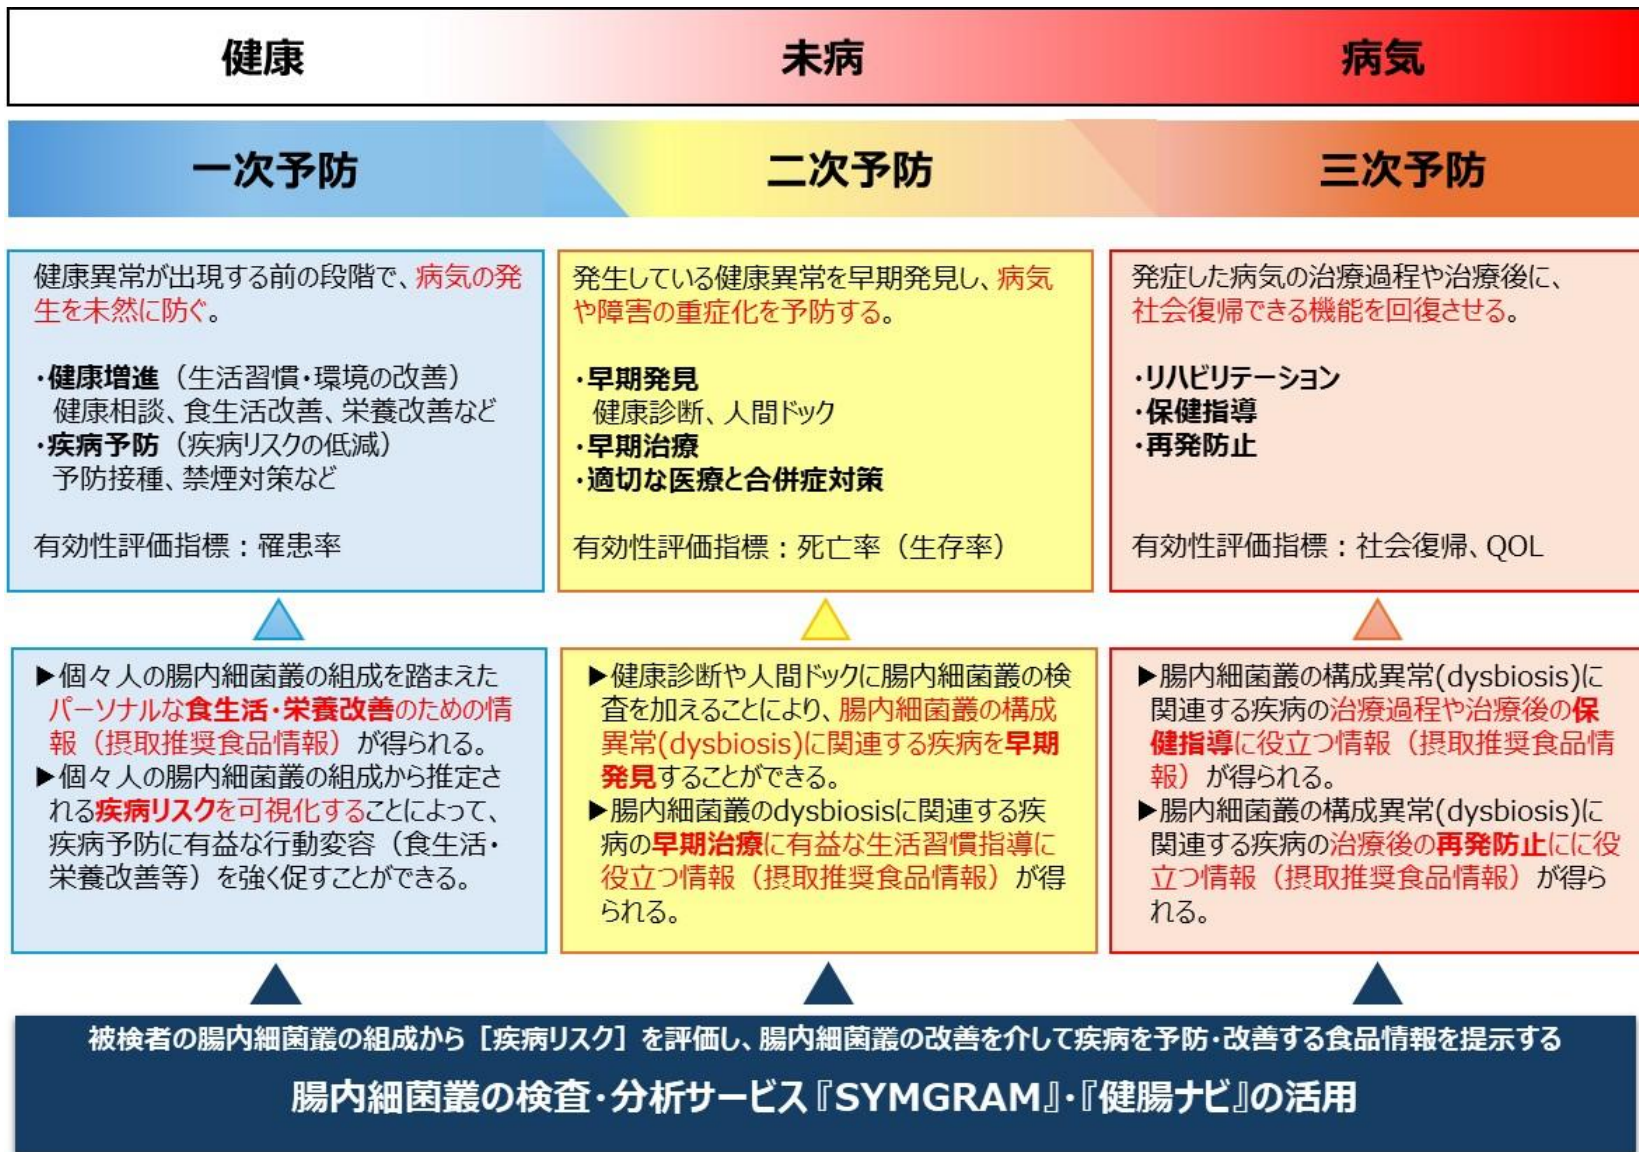 健康
未病
病気
一次予防
二次予防
三次予防
健康異常が出現する前の段階で、病気の発
生を未然に防ぐ。
・健康増進（生活習慣・環境の改善）
健康相談、食生活改善、栄養改善など
・疾病予防（疾病リスクの低減）
予防接種、禁煙対策など
有効性評価指標：罹患率
発生している健康異常を早期発見し、病気
や障害の重症化を予防する。
・早期発見
健康診断、人間ドック
・早期治療
・適切な医療と合併症対策
有効性評価指標：死亡率（生存率）
発症した病気の治療過程や治療後に、
社会復帰できる機能を回復させる。
・リハビリテーション
・保健指導
・再発防止
有効性評価指標：社会復帰、QOL
▶個々人の腸内細菌叢の組成を踏まえた
パーソナルな食生活・栄養改善のための情
報（摂取推奨食品情報）が得られる。
▶個々人の腸内細菌叢の組成から推定さ
れる疾病リスクを可視化することによって、
疾病予防に有益な行動変容（食生活・
栄養改善等）を強く促すことができる。
▶健康診断や人間ドックに腸内細菌叢の検
査を加えることにより、腸内細菌叢の構成
異常(dysbiosis)に関連する疾病を早期
発見することができる。
▶腸内細菌叢のdysbiosisに関連する疾
病の早期治療に有益な生活習慣指導に
役立つ情報（摂取推奨食品情報）が得
られる。
▶腸内細菌叢の構成異常(dysbiosis)に
関連する疾病の治療過程や治療後の保
健指導に役立つ情報（摂取推奨食品情
報）が得られる。
▶腸内細菌叢の構成異常(dysbiosis)に
関連する疾病の治療後の再発防止にに役
立つ情報（摂取推奨食品情報）が得ら
れる。
被検者の腸内細菌叢の組成から［疾病リスク］を評価し、腸内細菌叢の改善を介して疾病を予防・改善する食品情報を提示する
腸内細菌叢の検査・分析サービス『SYMGRAM』・『健腸ナビ』の活用